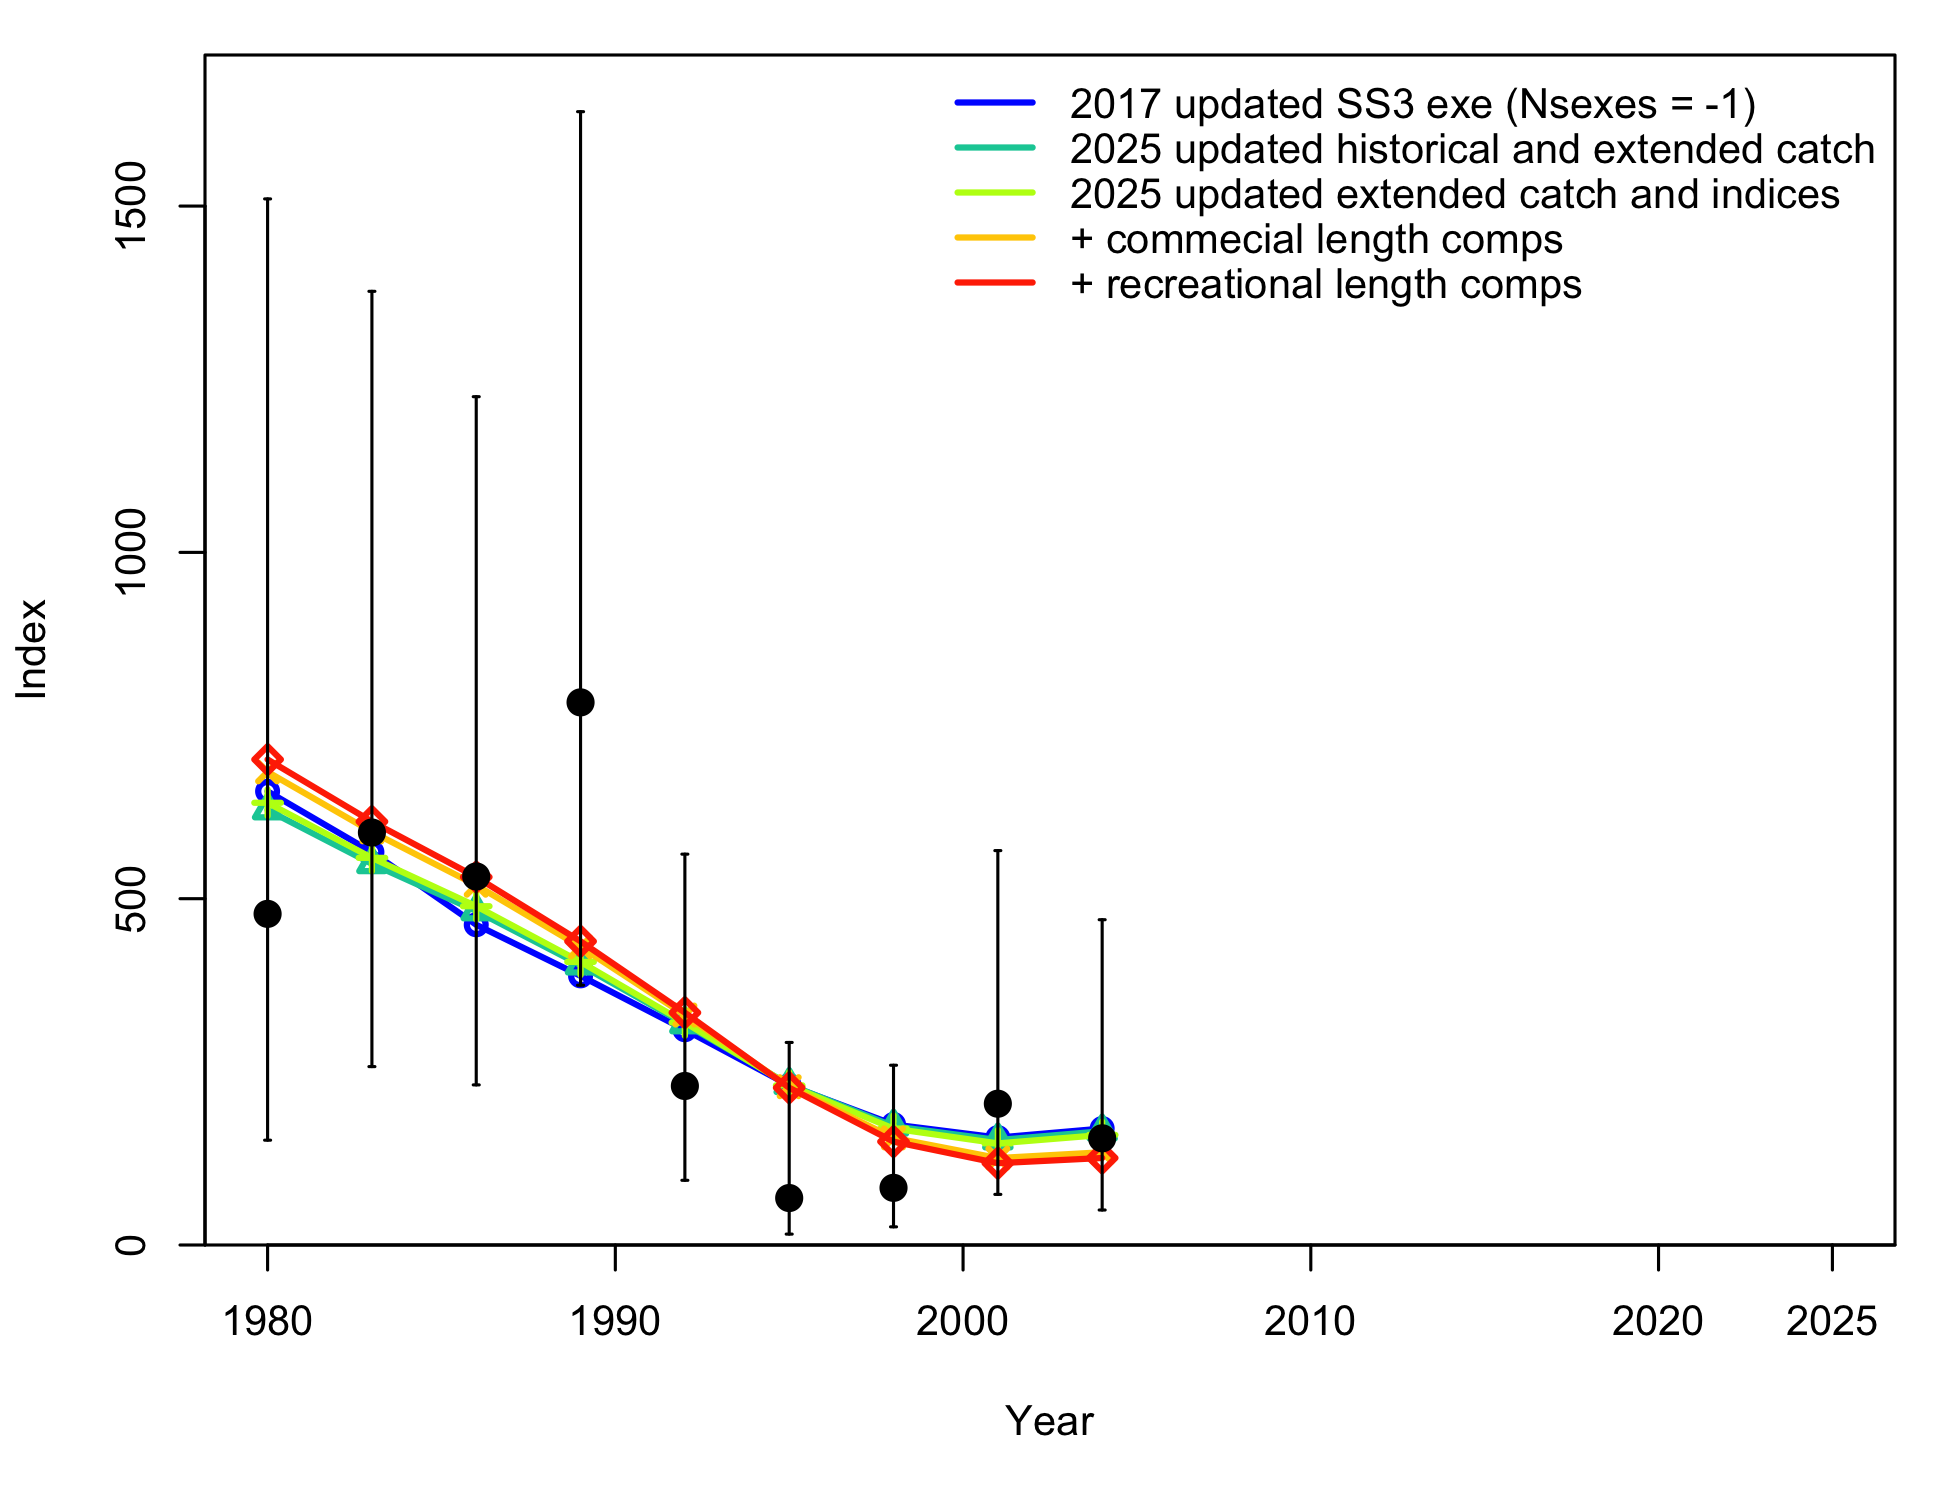 2017 updated SS3 exe (Nsexes = -1)
2025 updated historical and extended catch
2025 updated extended catch and indices
+ commecial length comps
+ recreational length comps
1500
1000
500
0
Index
1980 1990 2000 2010 2020 2025
Year